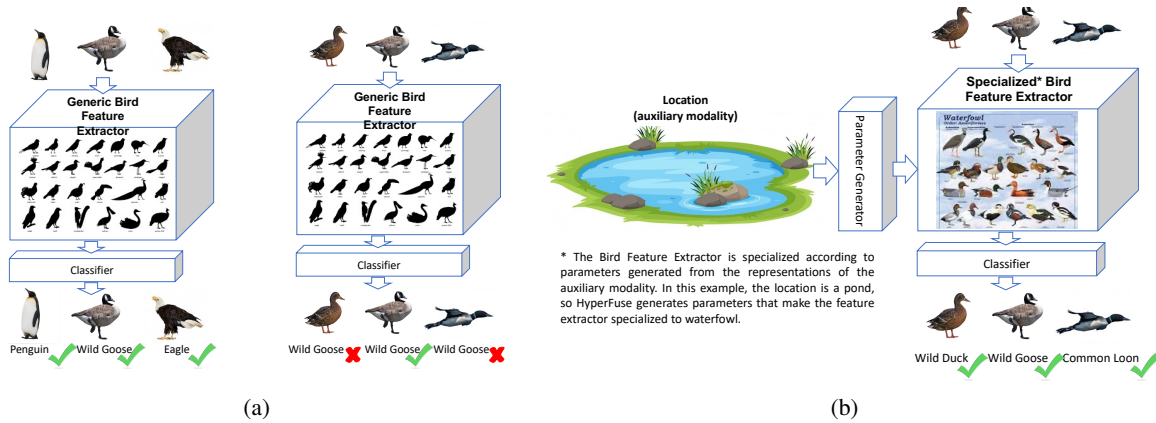 Generic Bird
Feature
Extractor
Classifier
Penguin
Wild Goose
Eagle
Generic Bird
Feature
Extractor
Classifier
Wild Goose
Wild Goose
Wild Goose
(a)
Location
(auxiliary modality)
Parameter Generator
Specialized* Bird
Feature Extractor
Waterfowl
Classifier
* The Bird Feature Extractor is specialized according to
parameters generated from the representations of the
auxiliary modality. In this example, the location is a pond,
so HyperFuse generates parameters that make the feature
extractor specialized to waterfowl.
Wild Duck
Wild Goose
Common Loon
(b)